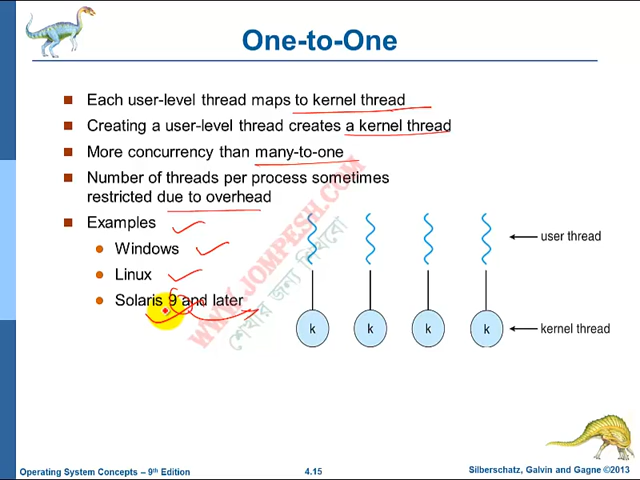 One-to-One
Each user-level thread maps to kernel thread
Creating a user-level thread creates a kernel thread
More concurrency than many-to-one
Number of threads per process sometimes
restricted due to overhead
Examples
Windows
Linux
Solaris 9 and later
WWW.JOMPESH.COM
শেখার জন্য শিখবো
user thread
k k k k
kernel thread
Operating System Concepts – 9th Edition
4.15
Silberschatz, Galvin and Gagne ©2013